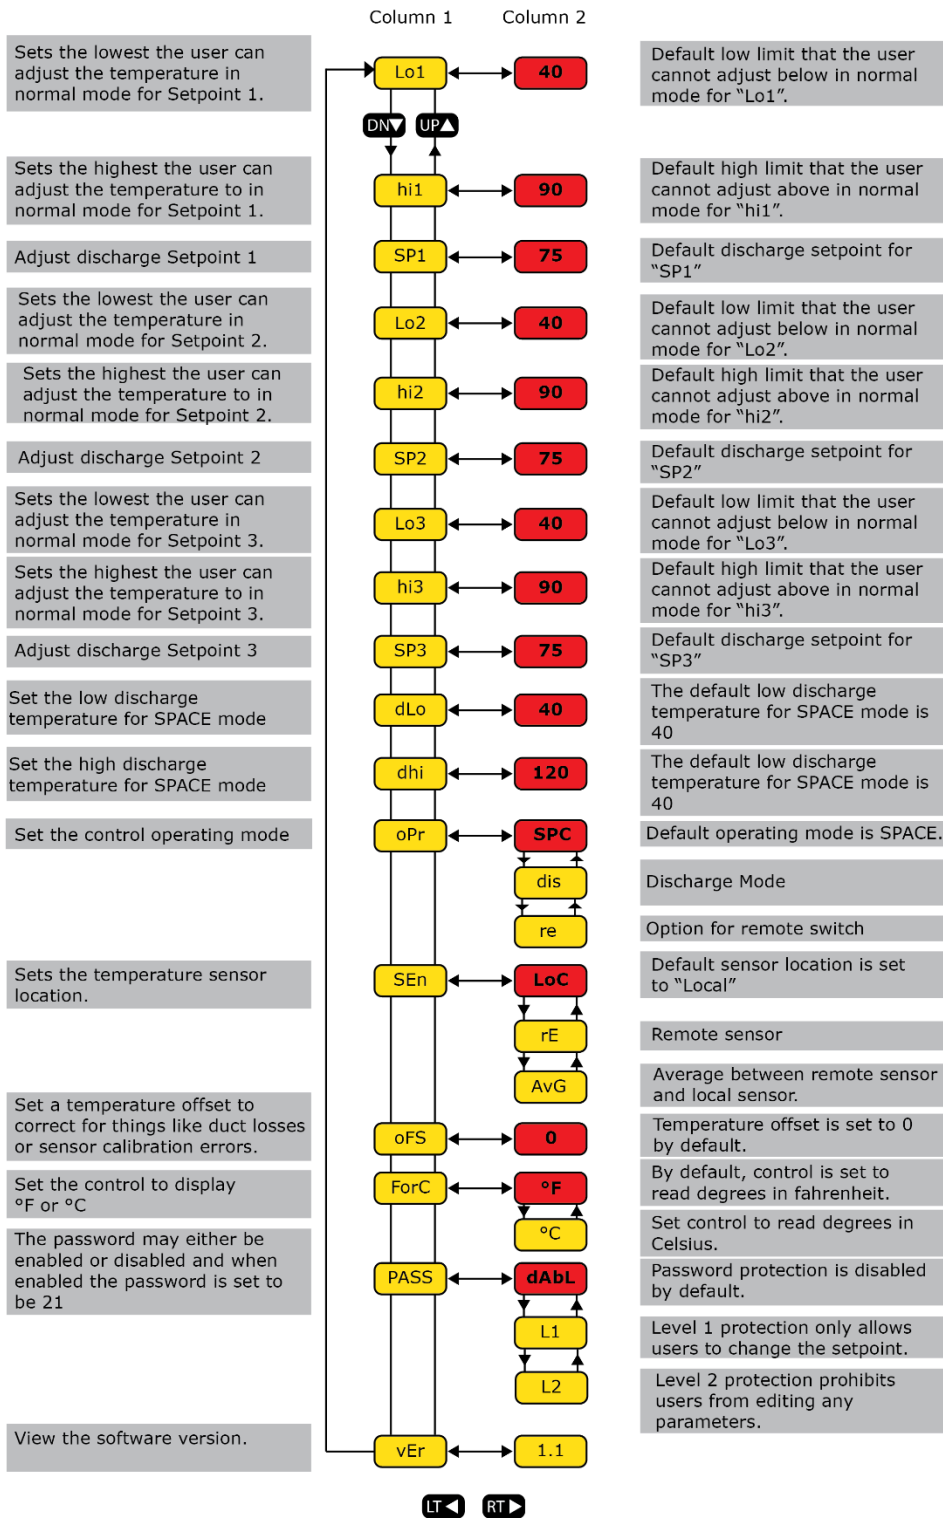 Column 1 Column 2
Sets the lowest the user can
adjust the temperature in
normal mode for Setpoint 1.
Lo1
40
Default low limit that the user
cannot adjust below in normal
mode for “Lo1”.
DN▼ UP▲
Sets the highest the user can
adjust the temperature to in
normal mode for Setpoint 1.
hi1
90
Default high limit that the user
cannot adjust above in normal
mode for “hi1”.
Adjust discharge Setpoint 1
SP1
75
Default discharge setpoint for
“SP1”
Sets the lowest the user can
adjust the temperature in
normal mode for Setpoint 2.
Lo2
40
Default low limit that the user
cannot adjust below in normal
mode for “Lo2”.
Sets the highest the user can
adjust the temperature to in
normal mode for Setpoint 2.
hi2
90
Default high limit that the user
cannot adjust above in normal
mode for “hi2”.
Adjust discharge Setpoint 2
SP2
75
Default discharge setpoint for
“SP2”
Sets the lowest the user can
adjust the temperature in
normal mode for Setpoint 3.
Lo3
40
Default low limit that the user
cannot adjust below in normal
mode for “Lo3”.
Sets the highest the user can
adjust the temperature to in
normal mode for Setpoint 3.
hi3
90
Default high limit that the user
cannot adjust above in normal
mode for “hi3”.
Adjust discharge Setpoint 3
SP3
75
Default discharge setpoint for
“SP3”
Set the low discharge
temperature for SPACE mode
dLo
40
The default low discharge
temperature for SPACE mode is
40
Set the high discharge
temperature for SPACE mode
dhi
120
The default low discharge
temperature for SPACE mode is
40
Set the control operating mode
oPr
SPC
Default operating mode is SPACE.
dis
Discharge Mode
re
Option for remote switch
Sets the temperature sensor
location.
SEn
LoC
Default sensor location is set
to “Local”
rE
Remote sensor
AvG
Average between remote sensor
and local sensor.
Set a temperature offset to
correct for things like duct losses
or sensor calibration errors.
oFS
0
Temperature offset is set to 0
by default.
Set the control to display
°F or °C
ForC
°F
By default, control is set to
read degrees in fahrenheit.
°C
Set control to read degrees in
Celsius.
The password may either be
enabled or disabled and when
enabled the password is set to
be 21
PASS
dAbL
Password protection is disabled
by default.
L1
Level 1 protection only allows
users to change the setpoint.
L2
Level 2 protection prohibits
users from editing any
parameters.
View the software version.
vEr
1.1
LT◀ RT▶